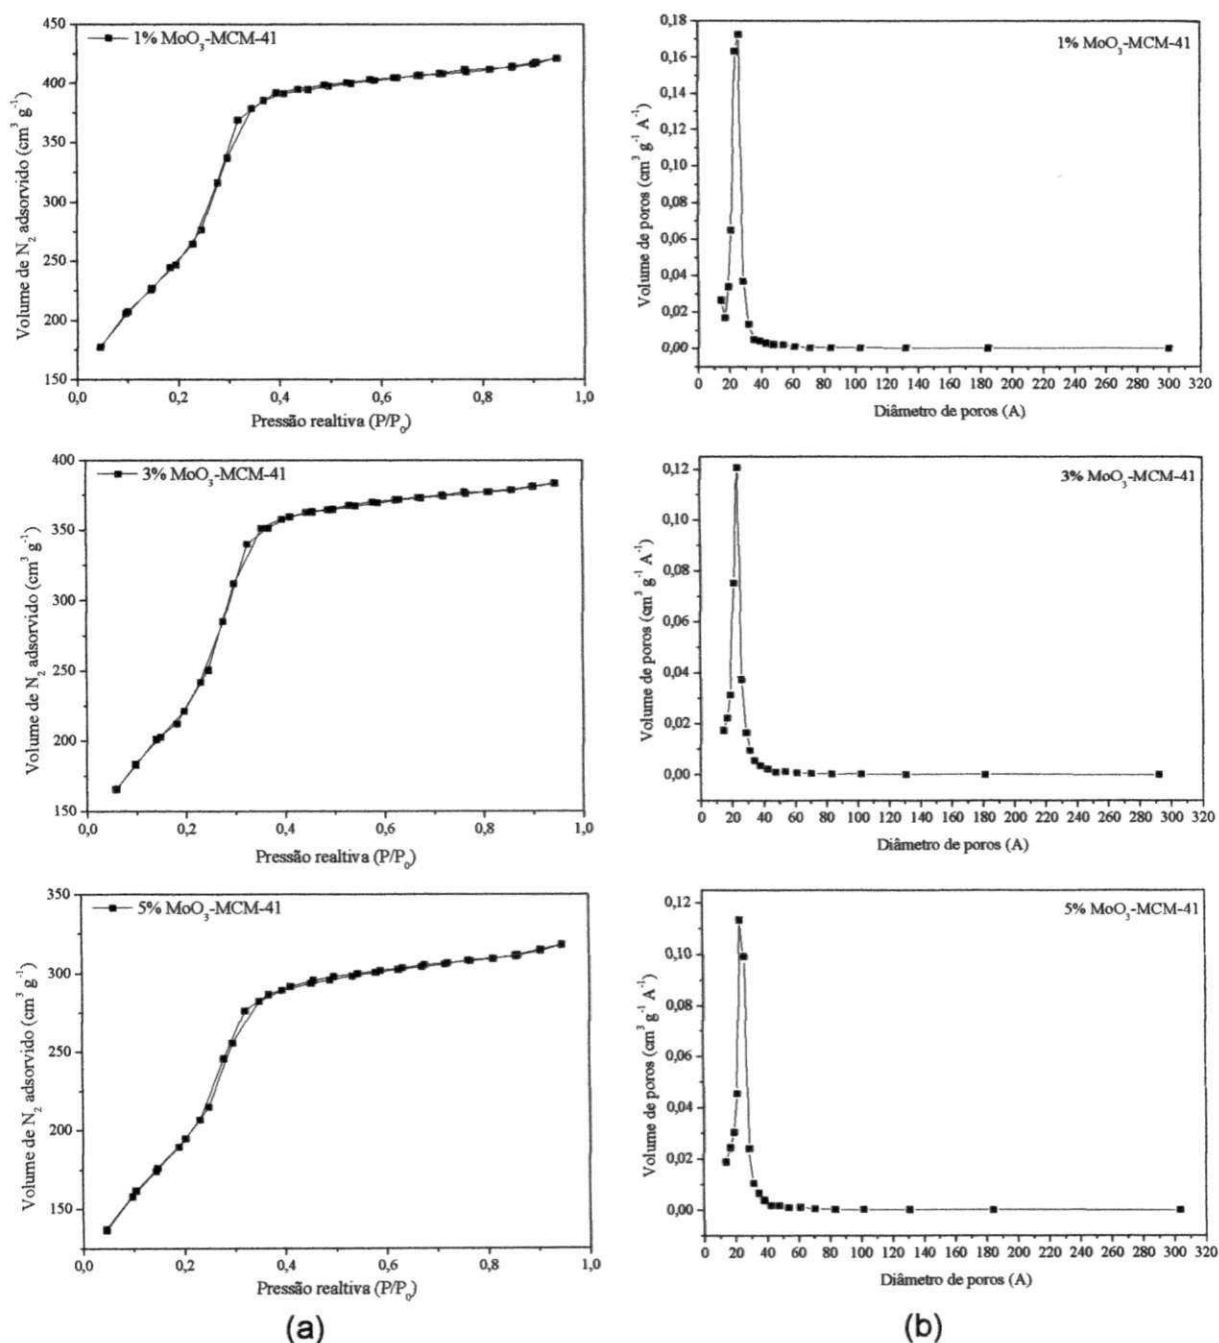 1% MoO₃-MCM-41
Volume de N₂ adsorvido (cm³ g⁻¹)
450
400
350
300
250
200
150
0,0 0,2 0,4 0,6 0,8 1,0
Pressão realtiva (P/P₀)
1% MoO₃-MCM-41
Volume de poros (cm³ g⁻¹ A⁻¹)
0,18
0,16
0,14
0,12
0,10
0,08
0,06
0,04
0,02
0,00
0 20 40 60 80 100 120 140 160 180 200 220 240 260 280 300 320
Diâmetro de poros (A)
3% MoO₃-MCM-41
Volume de N₂ adsorvido (cm³ g⁻¹)
400
350
300
250
200
150
0,0 0,2 0,4 0,6 0,8 1,0
Pressão realtiva (P/P₀)
3% MoO₃-MCM-41
Volume de poros (cm³ g⁻¹ A⁻¹)
0,12
0,10
0,08
0,06
0,04
0,02
0,00
0 20 40 60 80 100 120 140 160 180 200 220 240 260 280 300 320
Diâmetro de poros (A)
5% MoO₃-MCM-41
Volume de N₂ adsorvido (cm³ g⁻¹)
350
300
250
200
150
0,0 0,2 0,4 0,6 0,8 1,0
Pressão realtiva (P/P₀)
5% MoO₃-MCM-41
Volume de poros (cm³ g⁻¹ A⁻¹)
0,12
0,10
0,08
0,06
0,04
0,02
0,00
0 20 40 60 80 100 120 140 160 180 200 220 240 260 280 300 320
Diâmetro de poros (A)
(a)
(b)